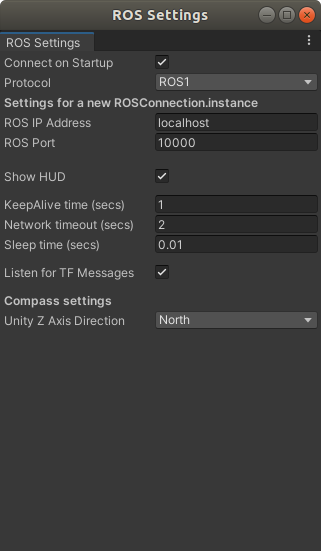 ROS Settings
ROS Settings
Connect on Startup
Protocol ROS1
Settings for a new ROSConnection.instance
ROS IP Address localhost
ROS Port 10000
Show HUD
KeepAlive time (secs) 1
Network timeout (secs) 2
Sleep time (secs) 0.01
Listen for TF Messages
Compass settings
Unity Z Axis Direction North